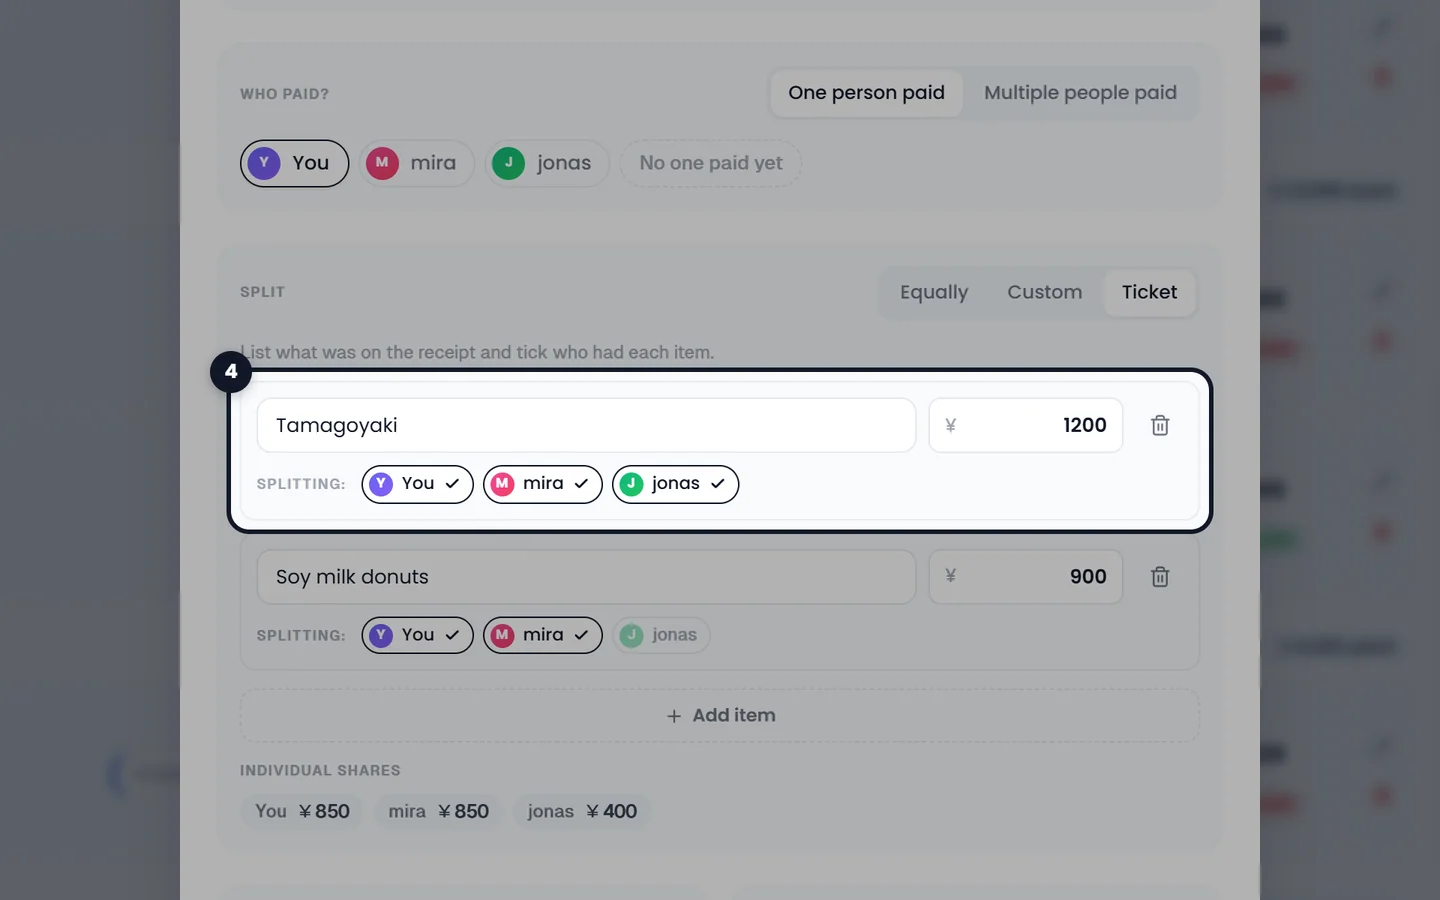 WHO PAID?
One person paid
Multiple people paid
Y You
M mira
J jonas
No one paid yet
SPLIT
Equally
Custom
Ticket
List what was on the receipt and tick who had each item.
4
Tamagoyaki
¥ 1200
SPLITTING: Y You ✓ M mira ✓ J jonas ✓
Soy milk donuts
¥ 900
SPLITTING: Y You ✓ M mira ✓ J jonas
+ Add item
INDIVIDUAL SHARES
You ¥ 850 mira ¥ 850 jonas ¥ 400